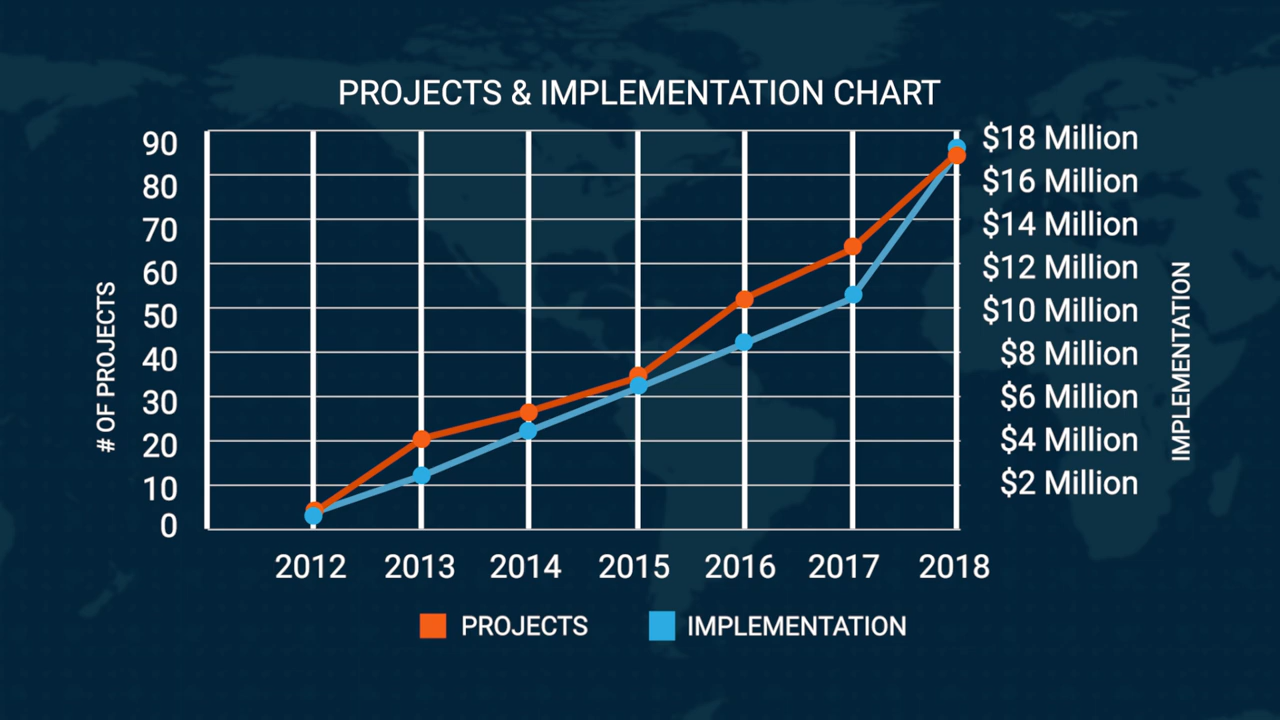 PROJECTS & IMPLEMENTATION CHART
90
80
70
60
50
40
30
20
10
0
# OF PROJECTS
$18 Million
$16 Million
$14 Million
$12 Million
$10 Million
$8 Million
$6 Million
$4 Million
$2 Million
IMPLEMENTATION
2012 2013 2014 2015 2016 2017 2018
PROJECTS IMPLEMENTATION